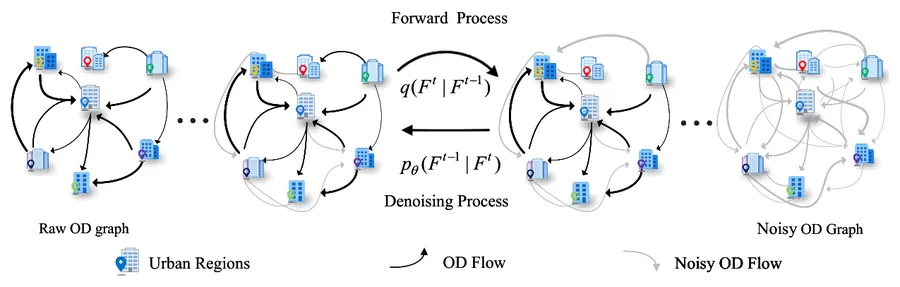 Forward Process
q(F^t | F^{t-1})
p_θ(F^{t-1} | F^t)
Denoising Process
Raw OD graph
Noisy OD Graph
Urban Regions
OD Flow
Noisy OD Flow